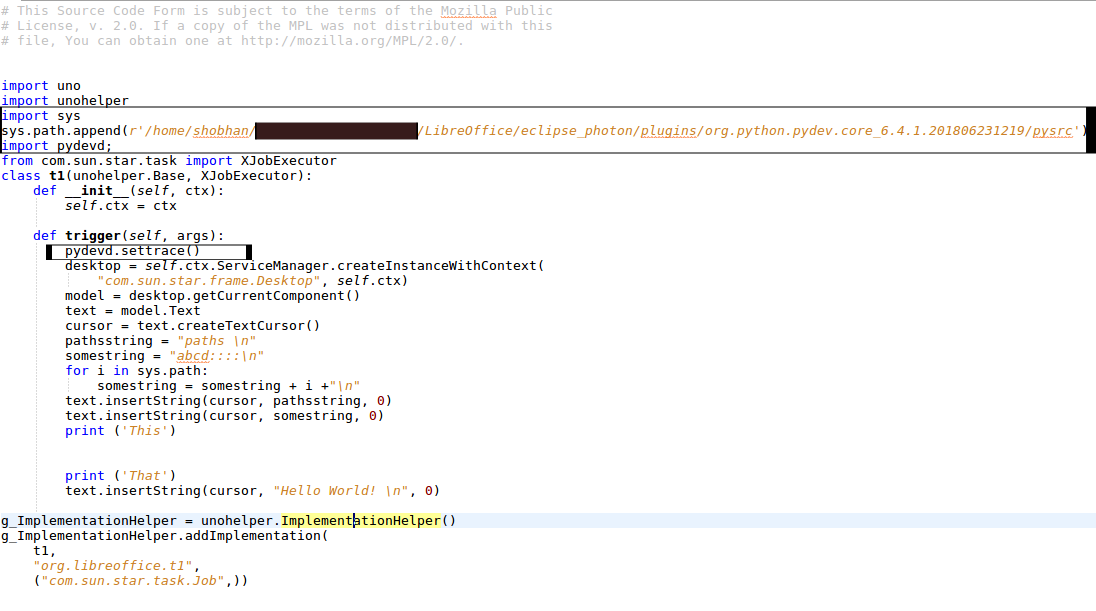 # This Source Code Form is subject to the terms of the Mozilla Public
# License, v. 2.0. If a copy of the MPL was not distributed with this
# file, You can obtain one at http://mozilla.org/MPL/2.0/.
import uno
import unohelper
import sys
sys.path.append(r'/home/shobhan/ /LibreOffice/eclipse_photon/plugins/org.python.pydev.core_6.4.1.201806231219/pysrc')
import pydevd;
from com.sun.star.task import XJobExecutor
class t1(unohelper.Base, XJobExecutor):
    def __init__(self, ctx):
        self.ctx = ctx
    def trigger(self, args):
        pydevd.settrace()
        desktop = self.ctx.ServiceManager.createInstanceWithContext(
            "com.sun.star.frame.Desktop", self.ctx)
        model = desktop.getCurrentComponent()
        text = model.Text
        cursor = text.createTextCursor()
        pathsstring = "paths \n"
        somestring = "abcd::::\n"
        for i in sys.path:
            somestring = somestring + i +"\n"
        text.insertString(cursor, pathsstring, 0)
        text.insertString(cursor, somestring, 0)
        print ('This')
        print ('That')
        text.insertString(cursor, "Hello World! \n", 0)
g_ImplementationHelper = unohelper.ImplementationHelper()
g_ImplementationHelper.addImplementation(
    t1,
    "org.libreoffice.t1",
    ("com.sun.star.task.Job",))